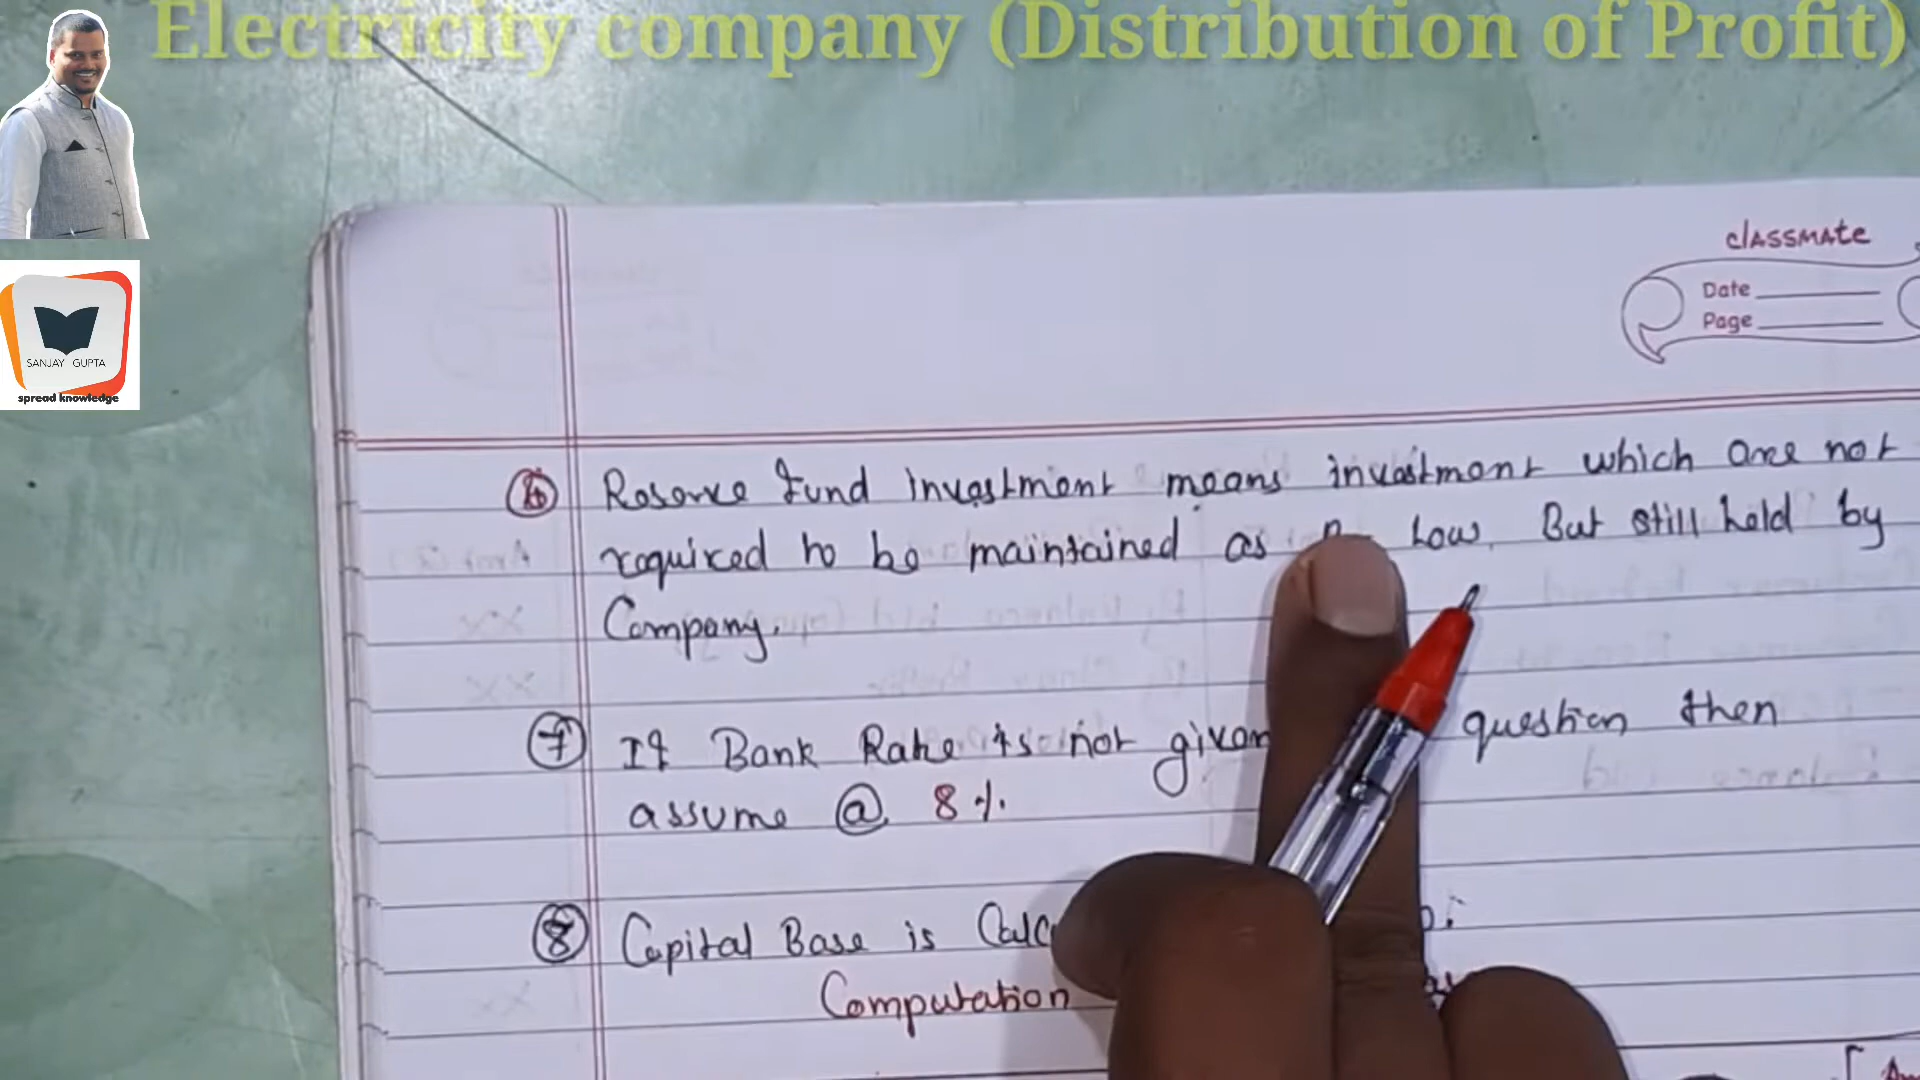 Electricity company (Distribution of Profit)
SANJAY GUPTA
spread knowledge
classmate
Date
Page
6 Reserve fund investment means investment which are not
required to be maintained as Low. But still held by
Company.
7 If Bank Rate is not given question then
assume @ 8%.
8 Capital Base is
Computation